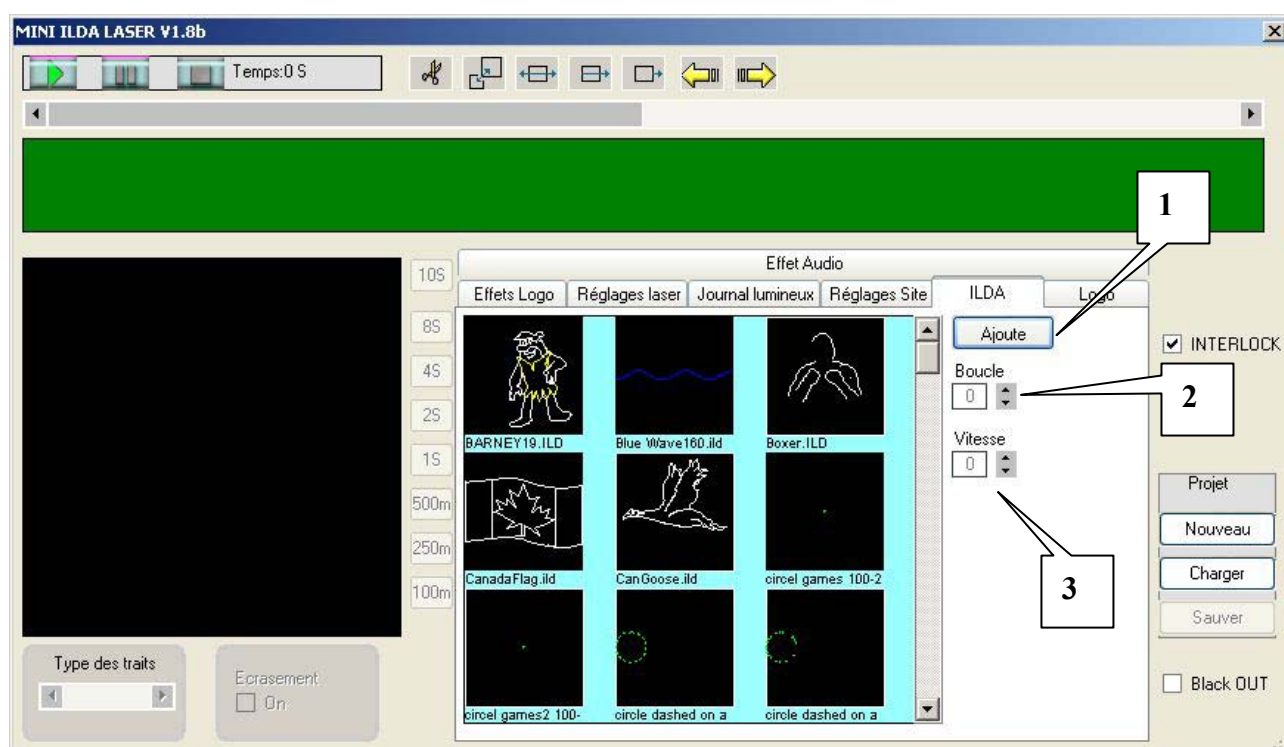 MINI ILDA LASER V1.8b
Temps:0 S
1
Effet Audio
10S
Effets Logo
Réglages laser
Journal lumineux
Réglages Site
ILDA
Logo
8S
4S
2S
1S
500m
250m
100m
BARNEY19.ILD
Blue Wave160.ild
Boxer.ILD
CanadaFlag.ild
CanGoose.ild
circel games 100-2
circel games2 100-
circle dashed on a
circle dashed on a
Ajoute
Boucle
0
Vitesse
0
2
3
INTERLOCK
Projet
Nouveau
Charger
Sauver
Black OUT
Type des traits
Ecrasement
On